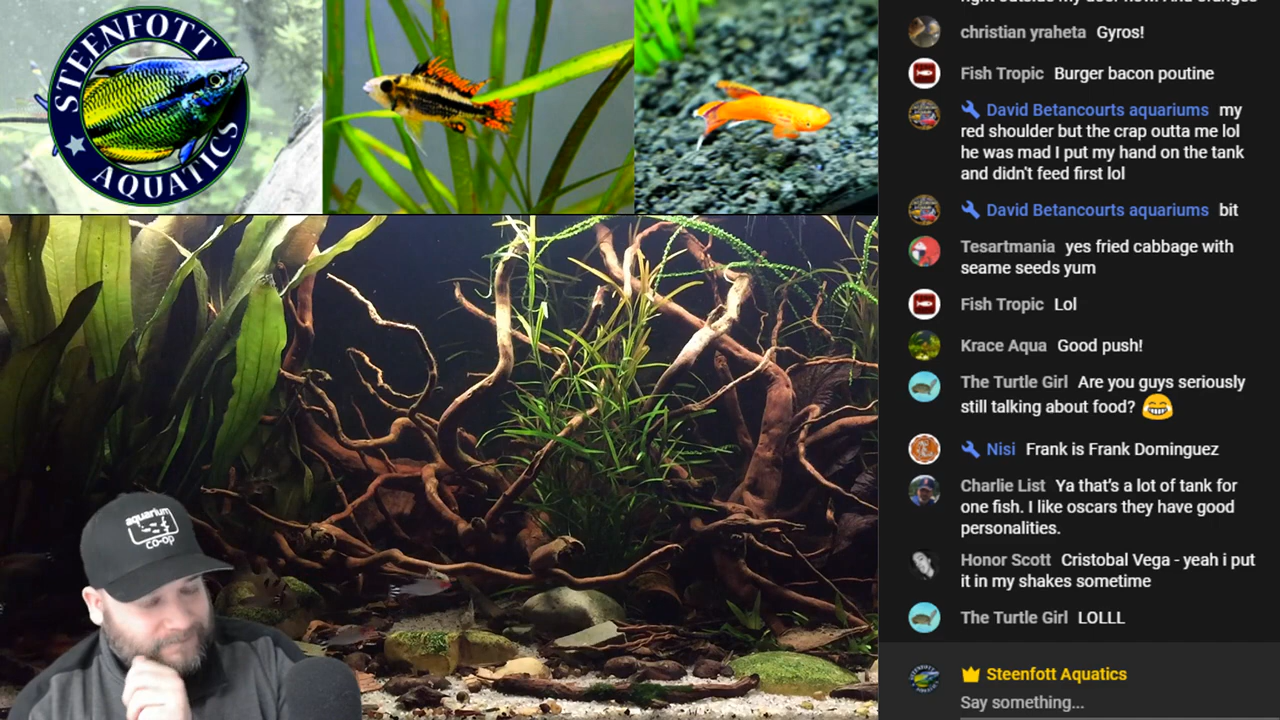 STEENFOTT
AQUATICS
aquarium
co-op
christian yraheta Gyros!
Fish Tropic Burger bacon poutine
David Betancourts aquariums my
red shoulder but the crap outta me lol
he was mad I put my hand on the tank
and didn't feed first lol
David Betancourts aquariums bit
Tesartmania yes fried cabbage with
seame seeds yum
Fish Tropic Lol
Krace Aqua Good push!
The Turtle Girl Are you guys seriously
still talking about food? 😂
Nisi Frank is Frank Dominguez
Charlie List Ya that's a lot of tank for
one fish. I like oscars they have good
personalities.
Honor Scott Cristobal Vega - yeah i put
it in my shakes sometime
The Turtle Girl LOLLL
Steenfott Aquatics
Say something...